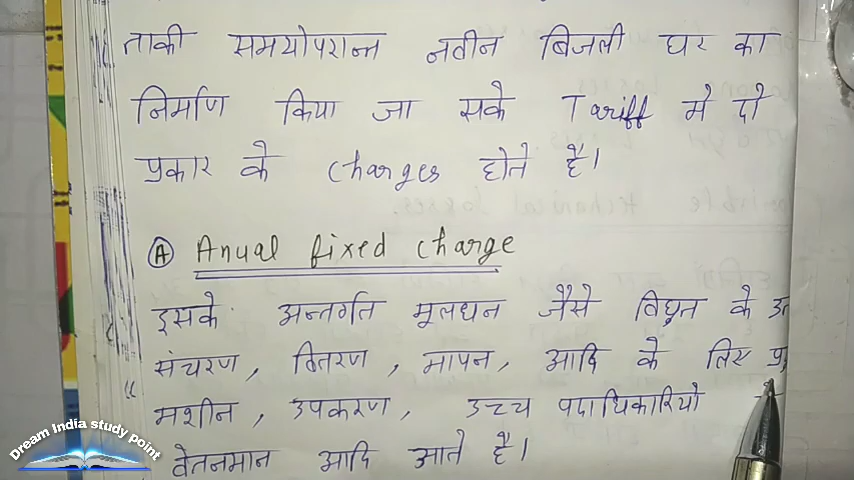 ताकी समयोपरान्त नवीन बिजली घर का
निर्माण किया जा सके Tariff मे दो
प्रकार के charges होते है।
Ⓐ Anual fixed charge
इसके अन्तर्गत मूलधन जैसे विघुत के
संचरण, वितरण, मापन, आदि के लिए
मशीन, उपकरण, उच्च पदाधिकारियो
वेतनमान आदि आते है।
Dream India study point